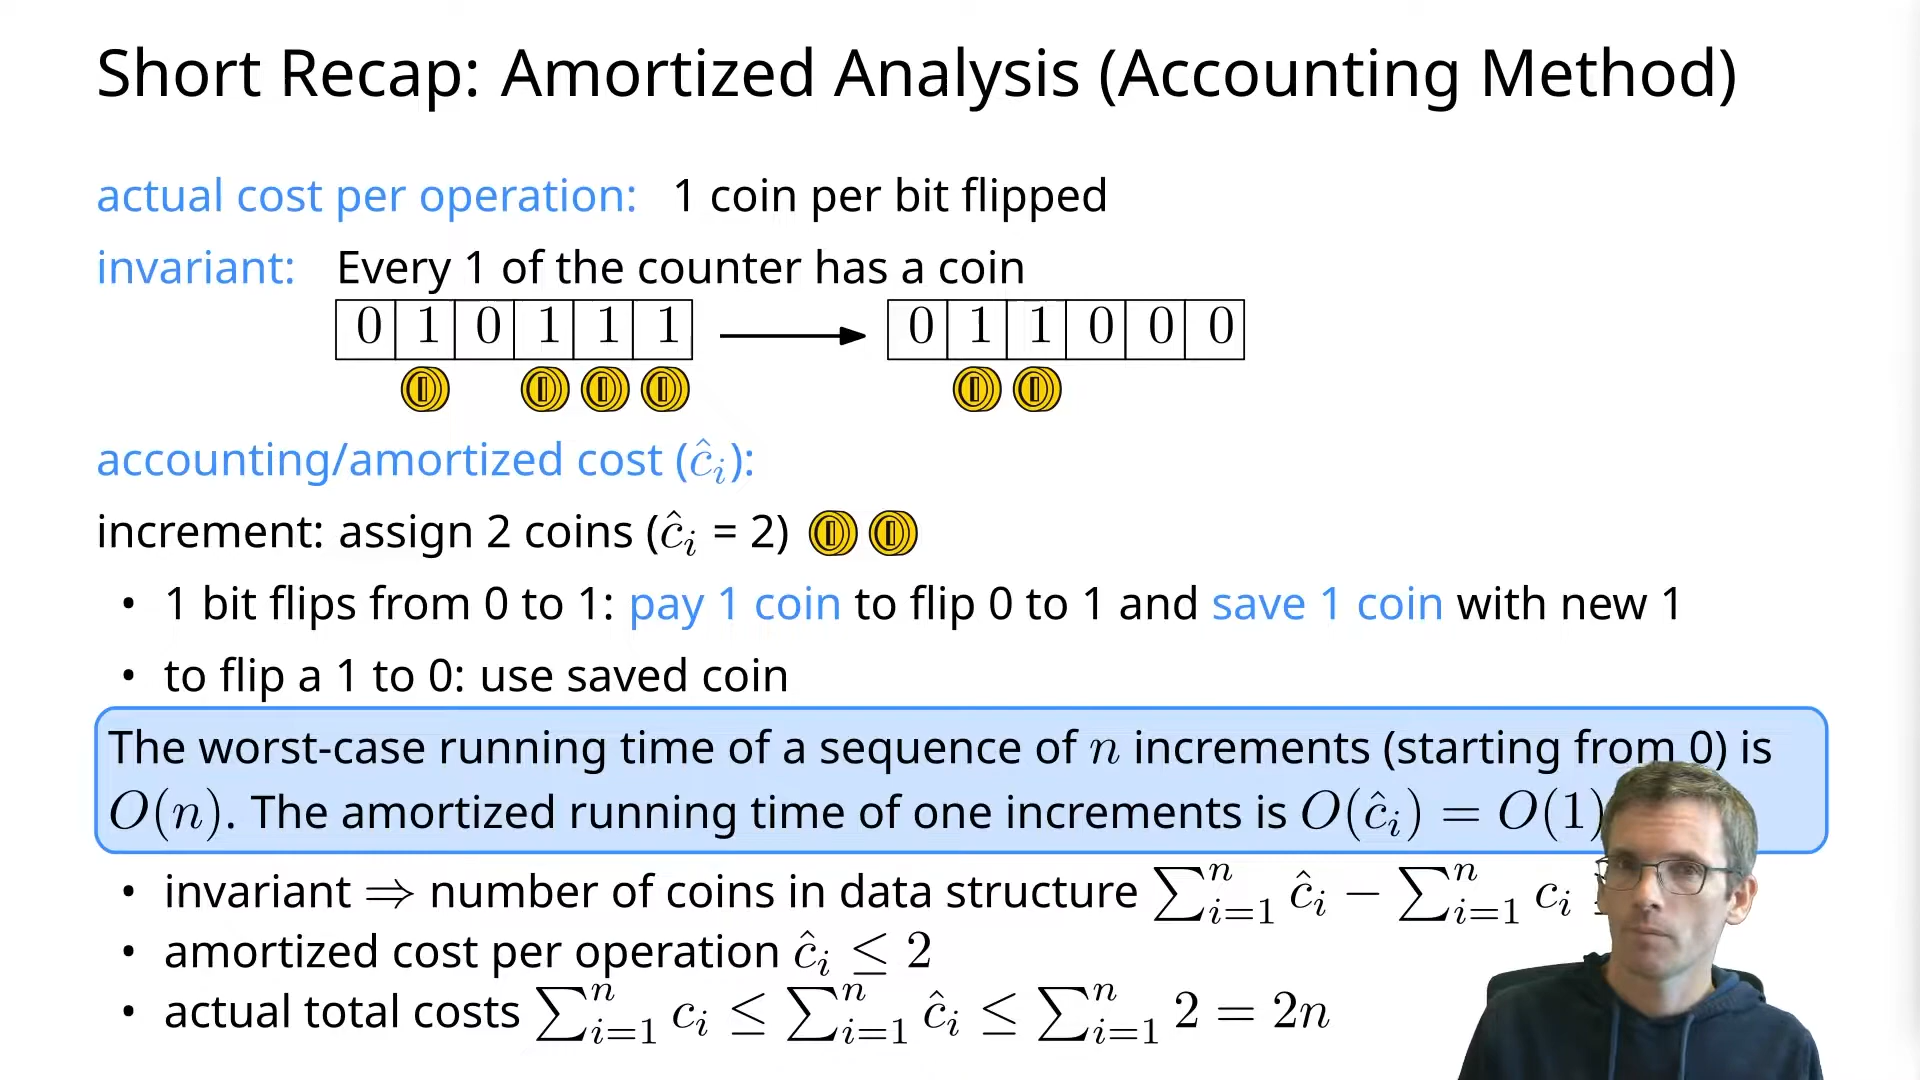 Short Recap: Amortized Analysis (Accounting Method)
actual cost per operation: 1 coin per bit flipped
invariant: Every 1 of the counter has a coin
0 1 0 1 1 1 → 0 1 1 0 0 0
accounting/amortized cost (ĉᵢ):
increment: assign 2 coins (ĉᵢ = 2)
• 1 bit flips from 0 to 1: pay 1 coin to flip 0 to 1 and save 1 coin with new 1
• to flip a 1 to 0: use saved coin
The worst-case running time of a sequence of n increments (starting from 0) is
O(n). The amortized running time of one increments is O(ĉᵢ) = O(1)
• invariant ⇒ number of coins in data structure ∑ⁿᵢ₌₁ ĉᵢ − ∑ⁿᵢ₌₁ cᵢ
• amortized cost per operation ĉᵢ ≤ 2
• actual total costs ∑ⁿᵢ₌₁ cᵢ ≤ ∑ⁿᵢ₌₁ ĉᵢ ≤ ∑ⁿᵢ₌₁ 2 = 2n